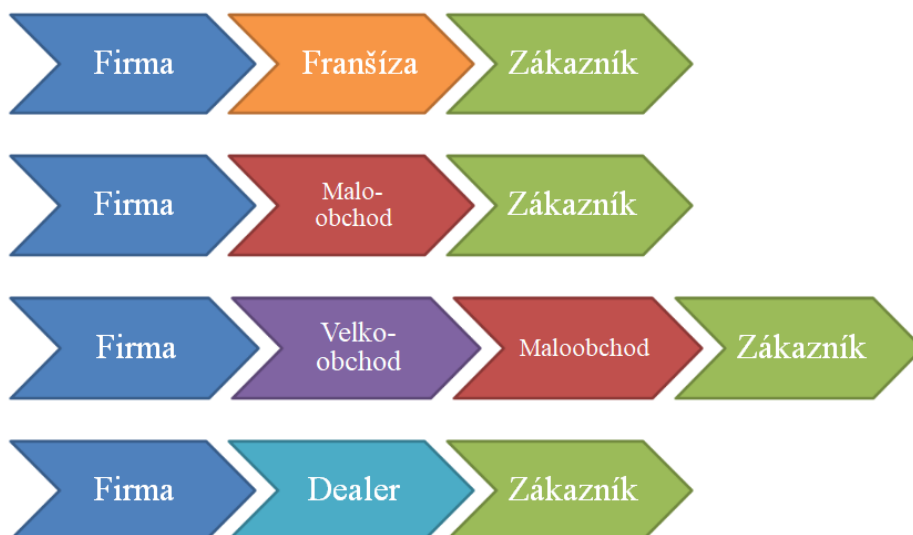 Firma Franšíza Zákazník
Firma Malo-
obchod Zákazník
Firma Velko-
obchod Maloobchod Zákazník
Firma Dealer Zákazník